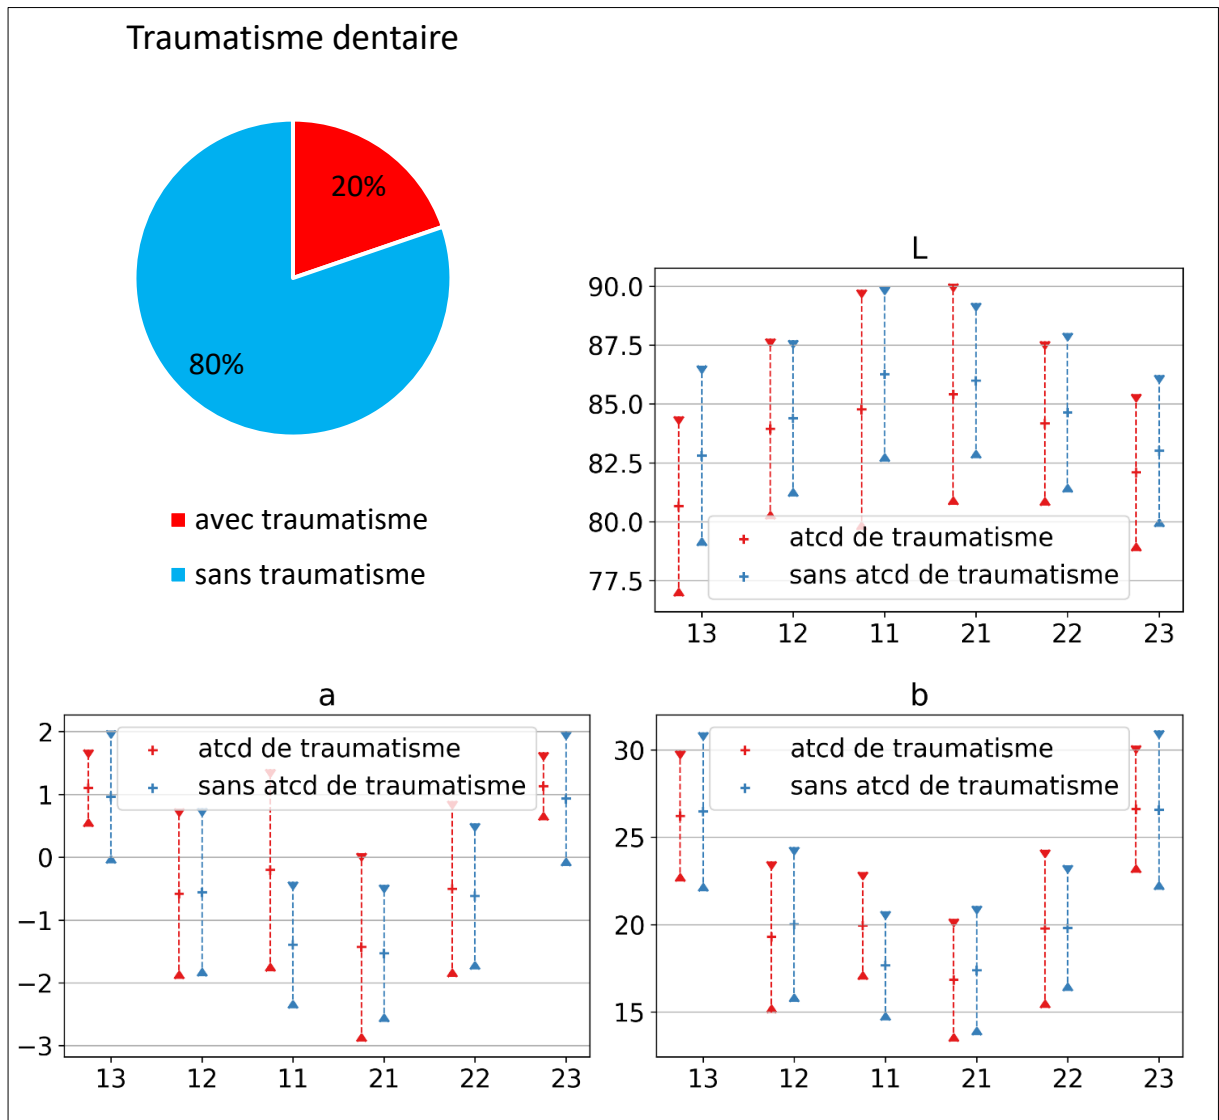 Traumatisme dentaire
20%
80%
avec traumatisme
sans traumatisme
L
90.0
87.5
85.0
82.5
80.0
77.5
atcd de traumatisme
sans atcd de traumatisme
13 12 11 21 22 23
a
2
1
0
−1
−2
−3
atcd de traumatisme
sans atcd de traumatisme
13 12 11 21 22 23
b
30
25
20
15
atcd de traumatisme
sans atcd de traumatisme
13 12 11 21 22 23